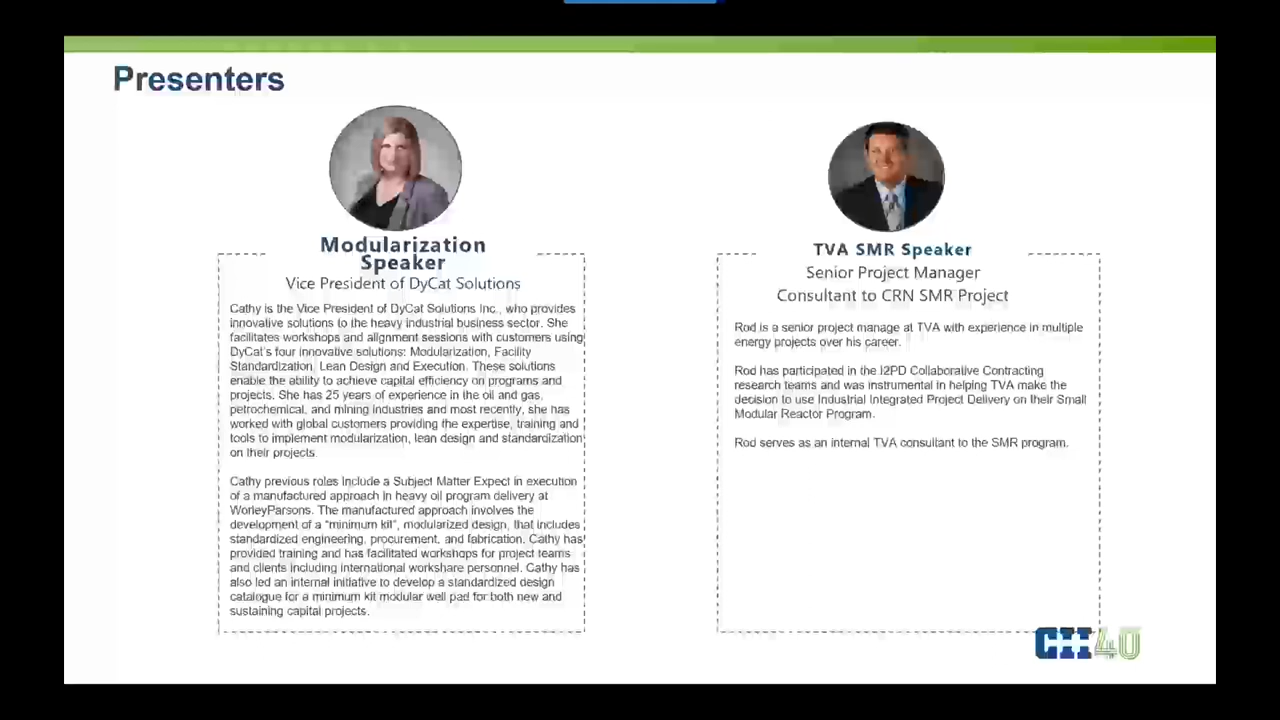 Presenters
Modularization
Speaker
Vice President of DyCat Solutions
Cathy is the Vice President of DyCat Solutions Inc., who provides
innovative solutions to the heavy industrial business sector. She
facilitates workshops and alignment sessions with customers using
DyCat's four innovative solutions: Modularization, Facility
Standardization, Lean Design and Execution. These solutions
enable the ability to achieve capital efficiency on programs and
projects. She has 25 years of experience in the oil and gas,
petrochemical, and mining industries and most recently, she has
worked with global customers providing the expertise, training and
tools to implement modularization, lean design and standardization
on their projects.
Cathy previous roles include a Subject Matter Expect in execution
of a manufactured approach in heavy oil program delivery at
WorleyParsons. The manufactured approach involves the
development of a "minimum kit", modularized design, that includes
standardized engineering, procurement, and fabrication. Cathy has
provided training and has facilitated workshops for project teams
and clients including international workshare personnel. Cathy has
also led an internal initiative to develop a standardized design
catalogue for a minimum kit modular well pad for both new and
sustaining capital projects.
TVA SMR Speaker
Senior Project Manager
Consultant to CRN SMR Project
Rod is a senior project manage at TVA with experience in multiple
energy projects over his career.
Rod has participated in the I2PD Collaborative Contracting
research teams and was instrumental in helping TVA make the
decision to use Industrial Integrated Project Delivery on their Small
Modular Reactor Program.
Rod serves as an internal TVA consultant to the SMR program.
CII40